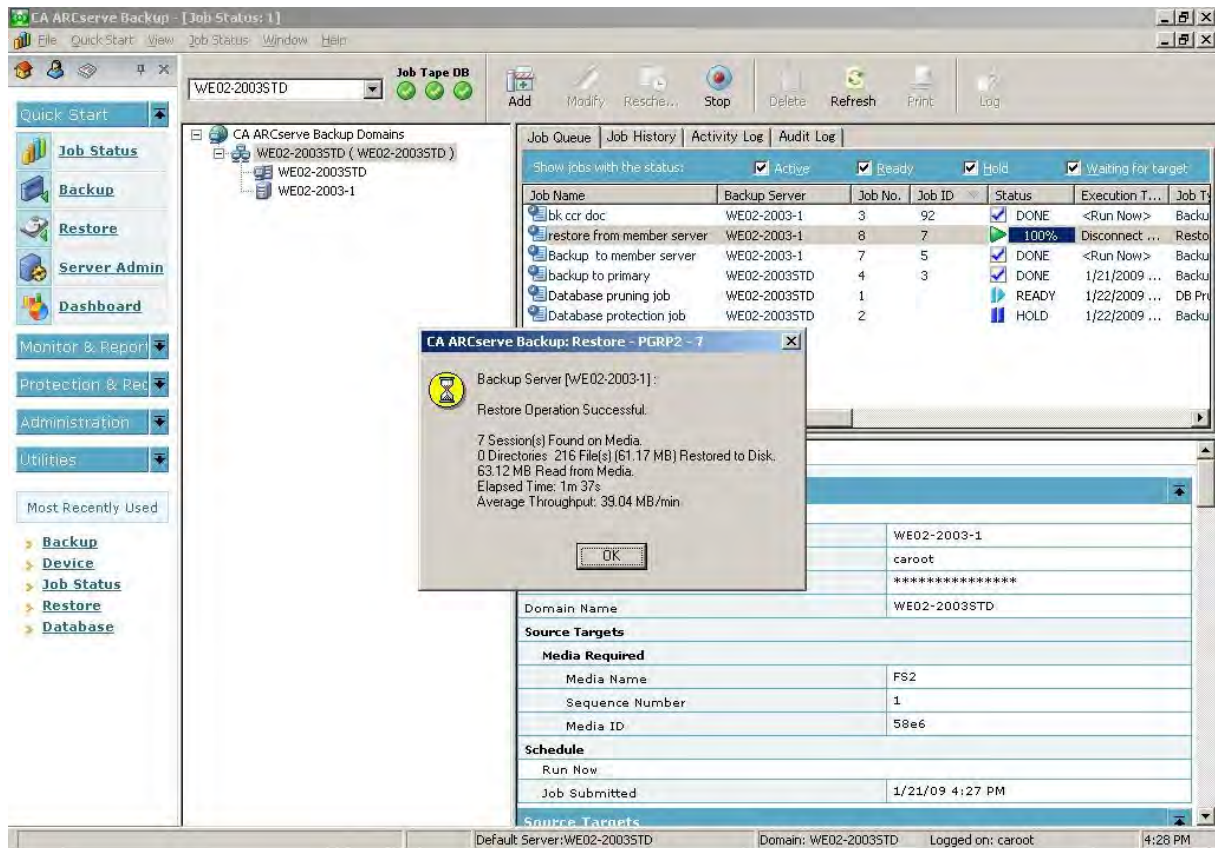 CA ARCserve Backup - [Job Status: 1]
File Quick Start View Job Status Window Help
WE02-2003STD
Job Tape DB
Add Modify Resche... Stop Delete Refresh Print Log
Quick Start
Job Status
Backup
Restore
Server Admin
Dashboard
Monitor & Report
Protection & Rec
Administration
Utilities
Most Recently Used
Backup
Device
Job Status
Restore
Database
CA ARCserve Backup Domains
WE02-2003STD ( WE02-2003STD )
WE02-2003STD
WE02-2003-1
Job Queue Job History Activity Log Audit Log
Show jobs with the status: Active Ready Hold Waiting for target
Job Name Backup Server Job No. Job ID Status Execution T... Job Ty
bk ccr doc WE02-2003-1 3 92 DONE <Run Now> Backu
restore from member server WE02-2003-1 8 7 100% Disconnect ... Resto
Backup to member server WE02-2003-1 7 5 DONE <Run Now> Backu
backup to primary WE02-2003STD 4 3 DONE 1/21/2009 ... Backu
Database pruning job WE02-2003STD 1 READY 1/22/2009 ... DB Pru
Database protection job WE02-2003STD 2 HOLD 1/22/2009 ... Backu
CA ARCserve Backup: Restore - PGRP2 - 7
Backup Server [WE02-2003-1] :
Restore Operation Successful.
7 Session(s) Found on Media.
0 Directories 216 File(s) (61.17 MB) Restored to Disk.
63.12 MB Read from Media.
Elapsed Time: 1m 37s
Average Throughput: 39.04 MB/min
OK
WE02-2003-1
caroot
***************
Domain Name WE02-2003STD
Source Targets
Media Required
Media Name FS2
Sequence Number 1
Media ID 58e6
Schedule
Run Now
Job Submitted 1/21/09 4:27 PM
Source Targets
Default Server:WE02-2003STD Domain: WE02-2003STD Logged on: caroot 4:28 PM